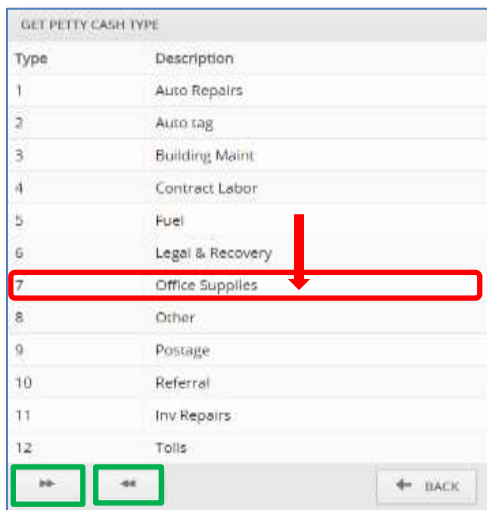 GET PETTY CASH TYPE
Type Description
1 Auto Repairs
2 Auto tag
3 Building Maint
4 Contract Labor
5 Fuel
6 Legal & Recovery
7 Office Supplies
8 Other
9 Postage
10 Referral
11 Inv Repairs
12 Tolls
BACK